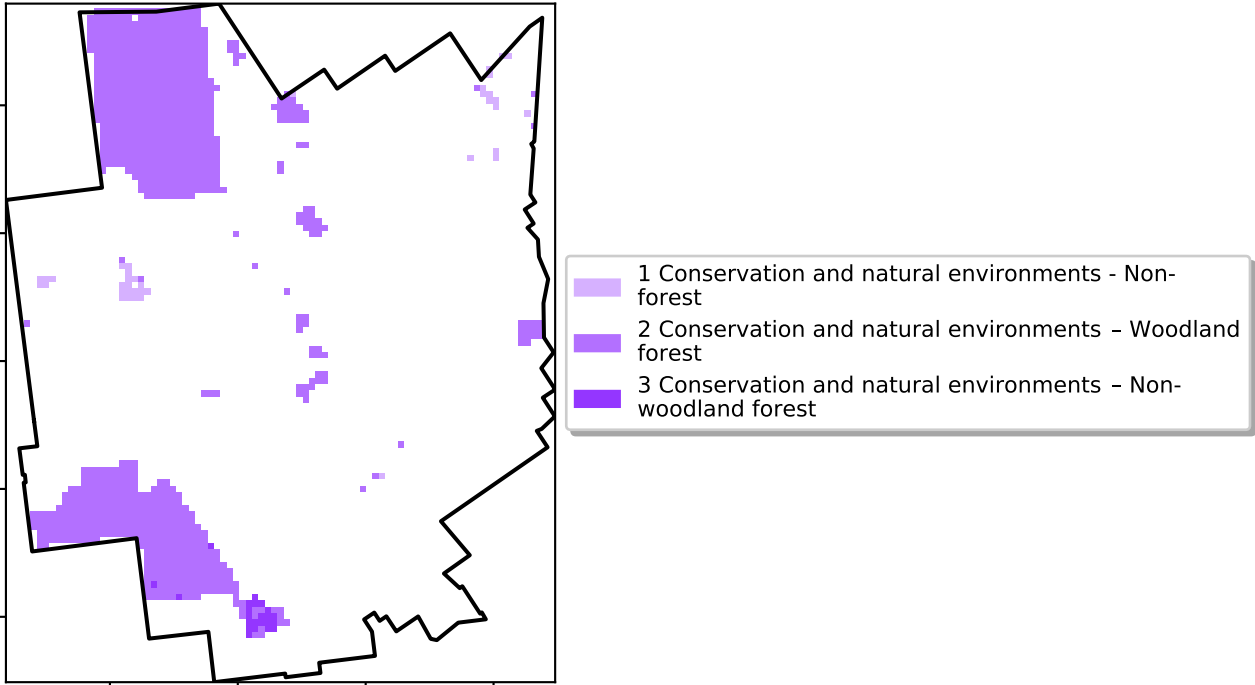 1 Conservation and natural environments - Non-
forest
2 Conservation and natural environments – Woodland
forest
3 Conservation and natural environments – Non-
woodland forest